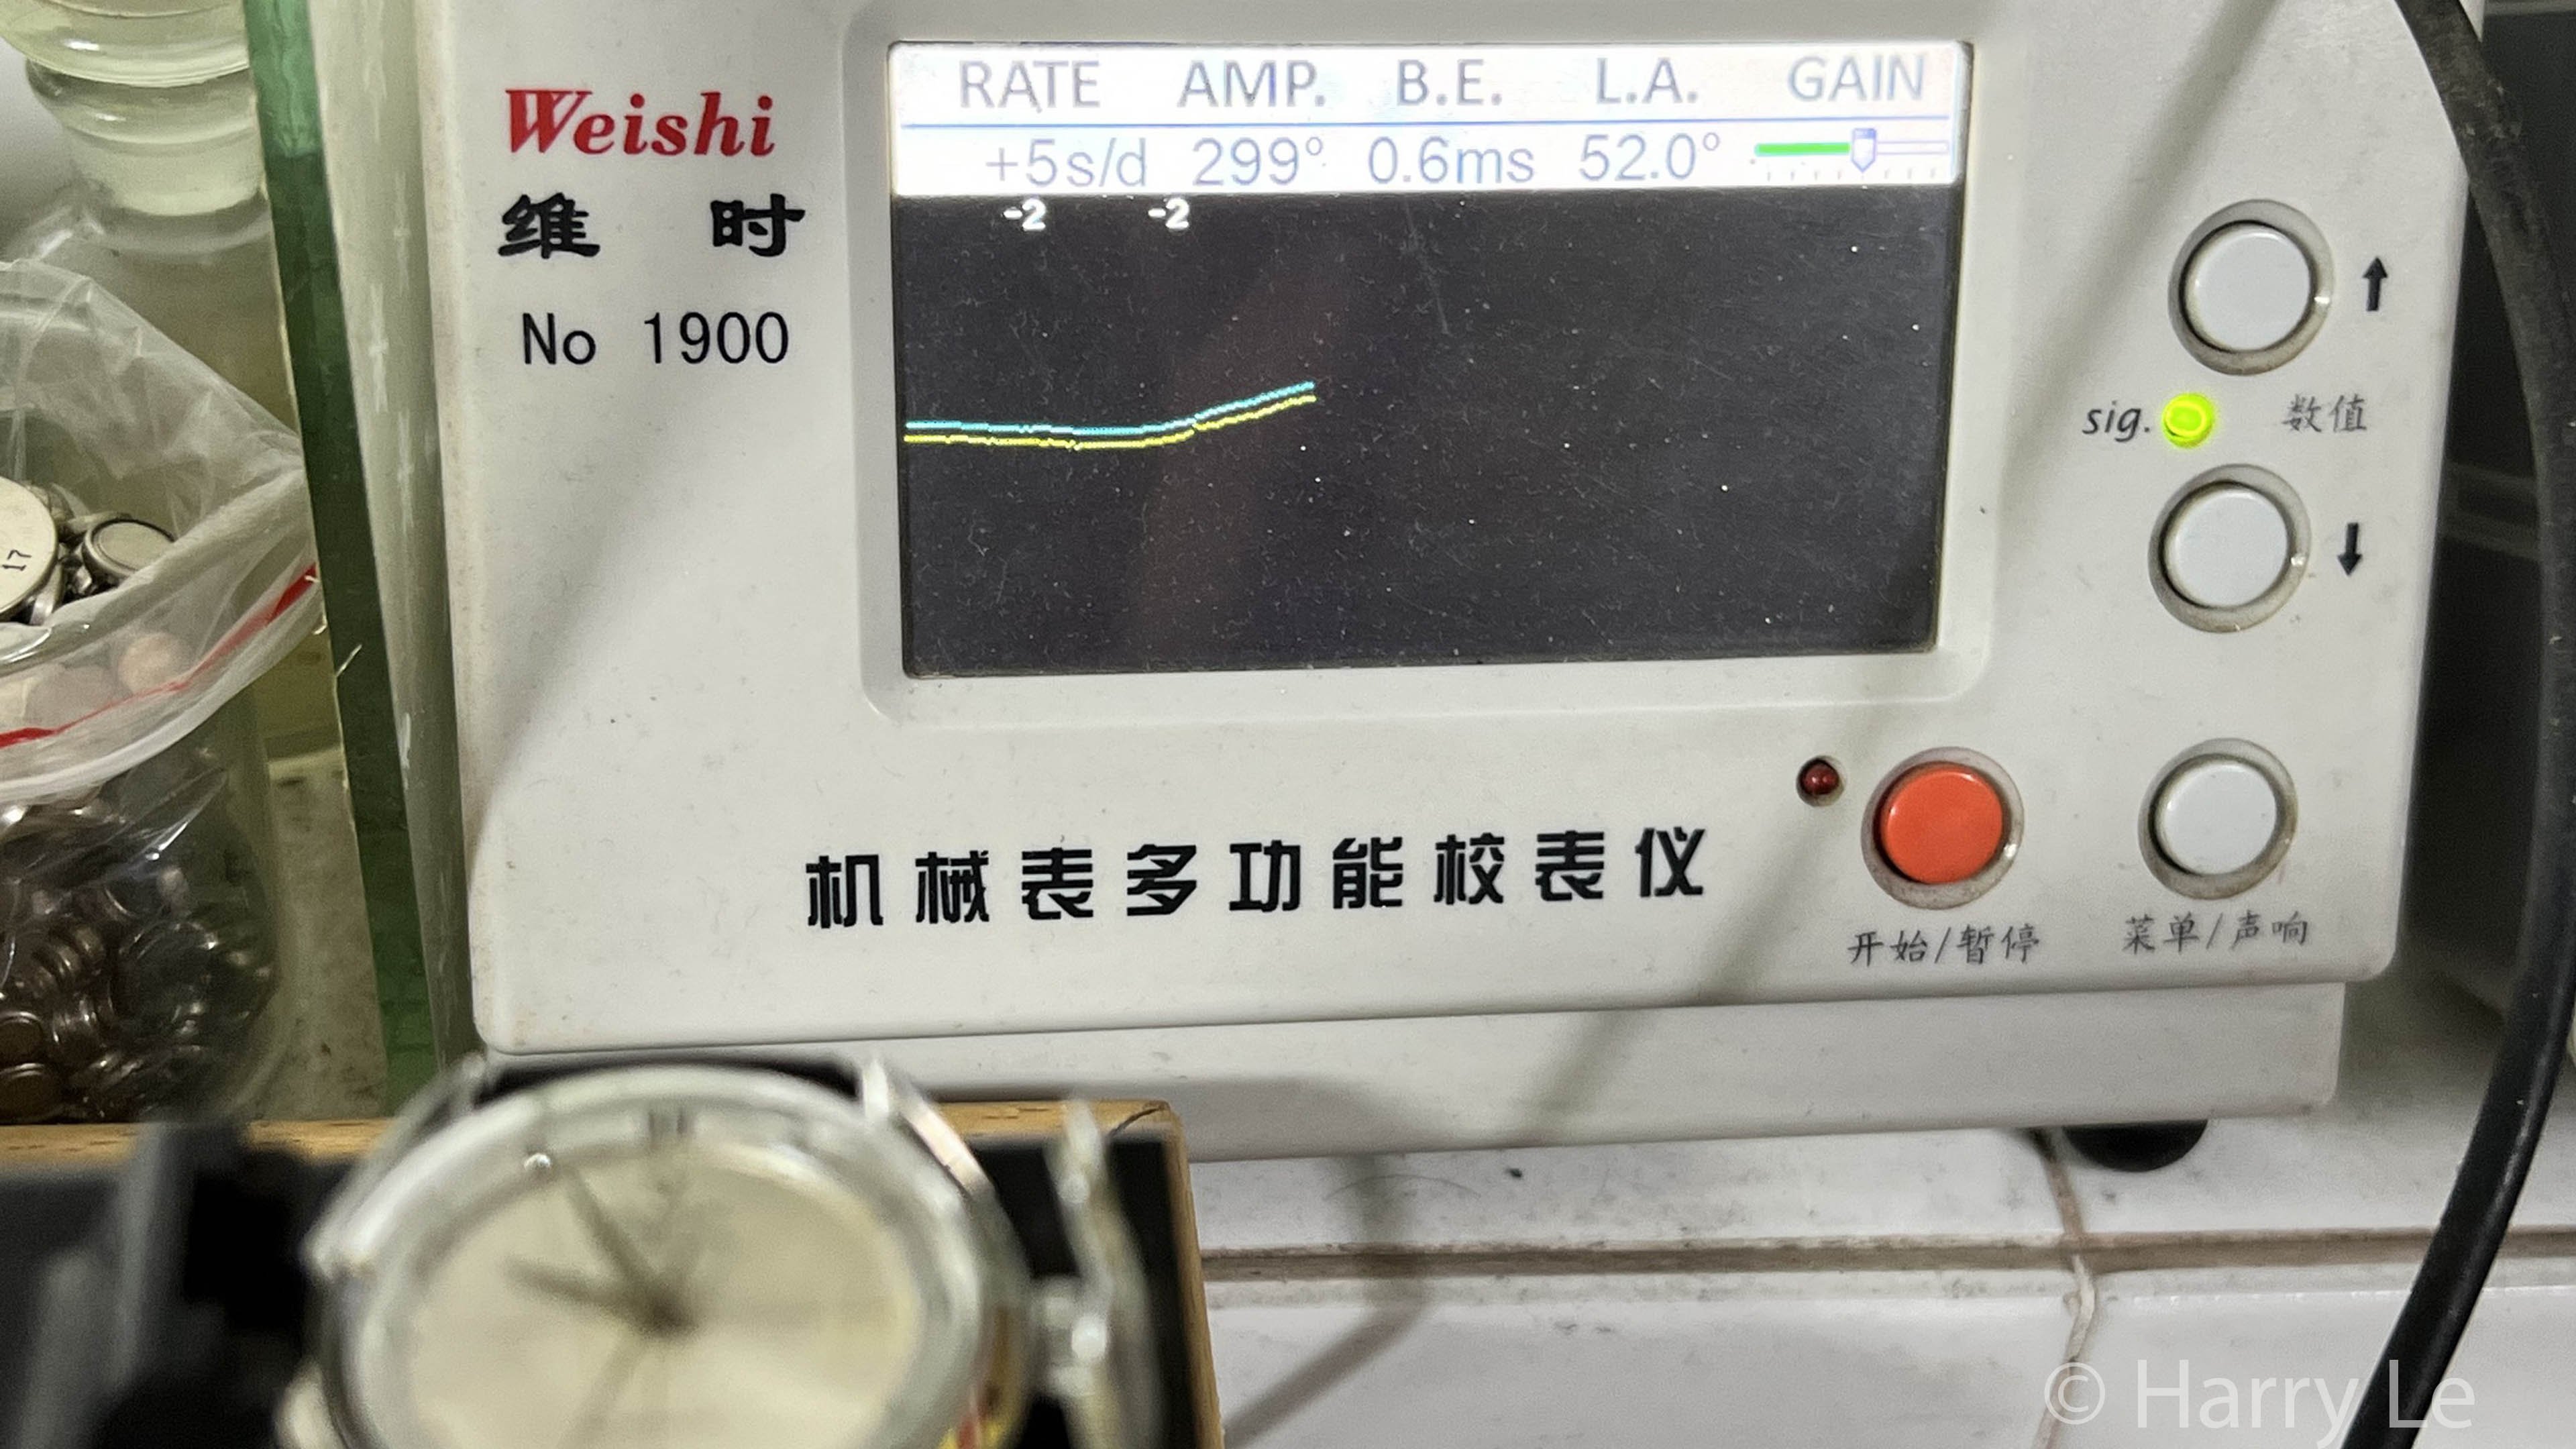 Weishi
维 时
No 1900
RATE AMP. B.E. L.A. GAIN
+5s/d 299° 0.6ms 52.0°
-2 -2
↑
sig. 数值
↓
机械表多功能校表仪
开始/暂停 菜单/声响
17
© Harry Le